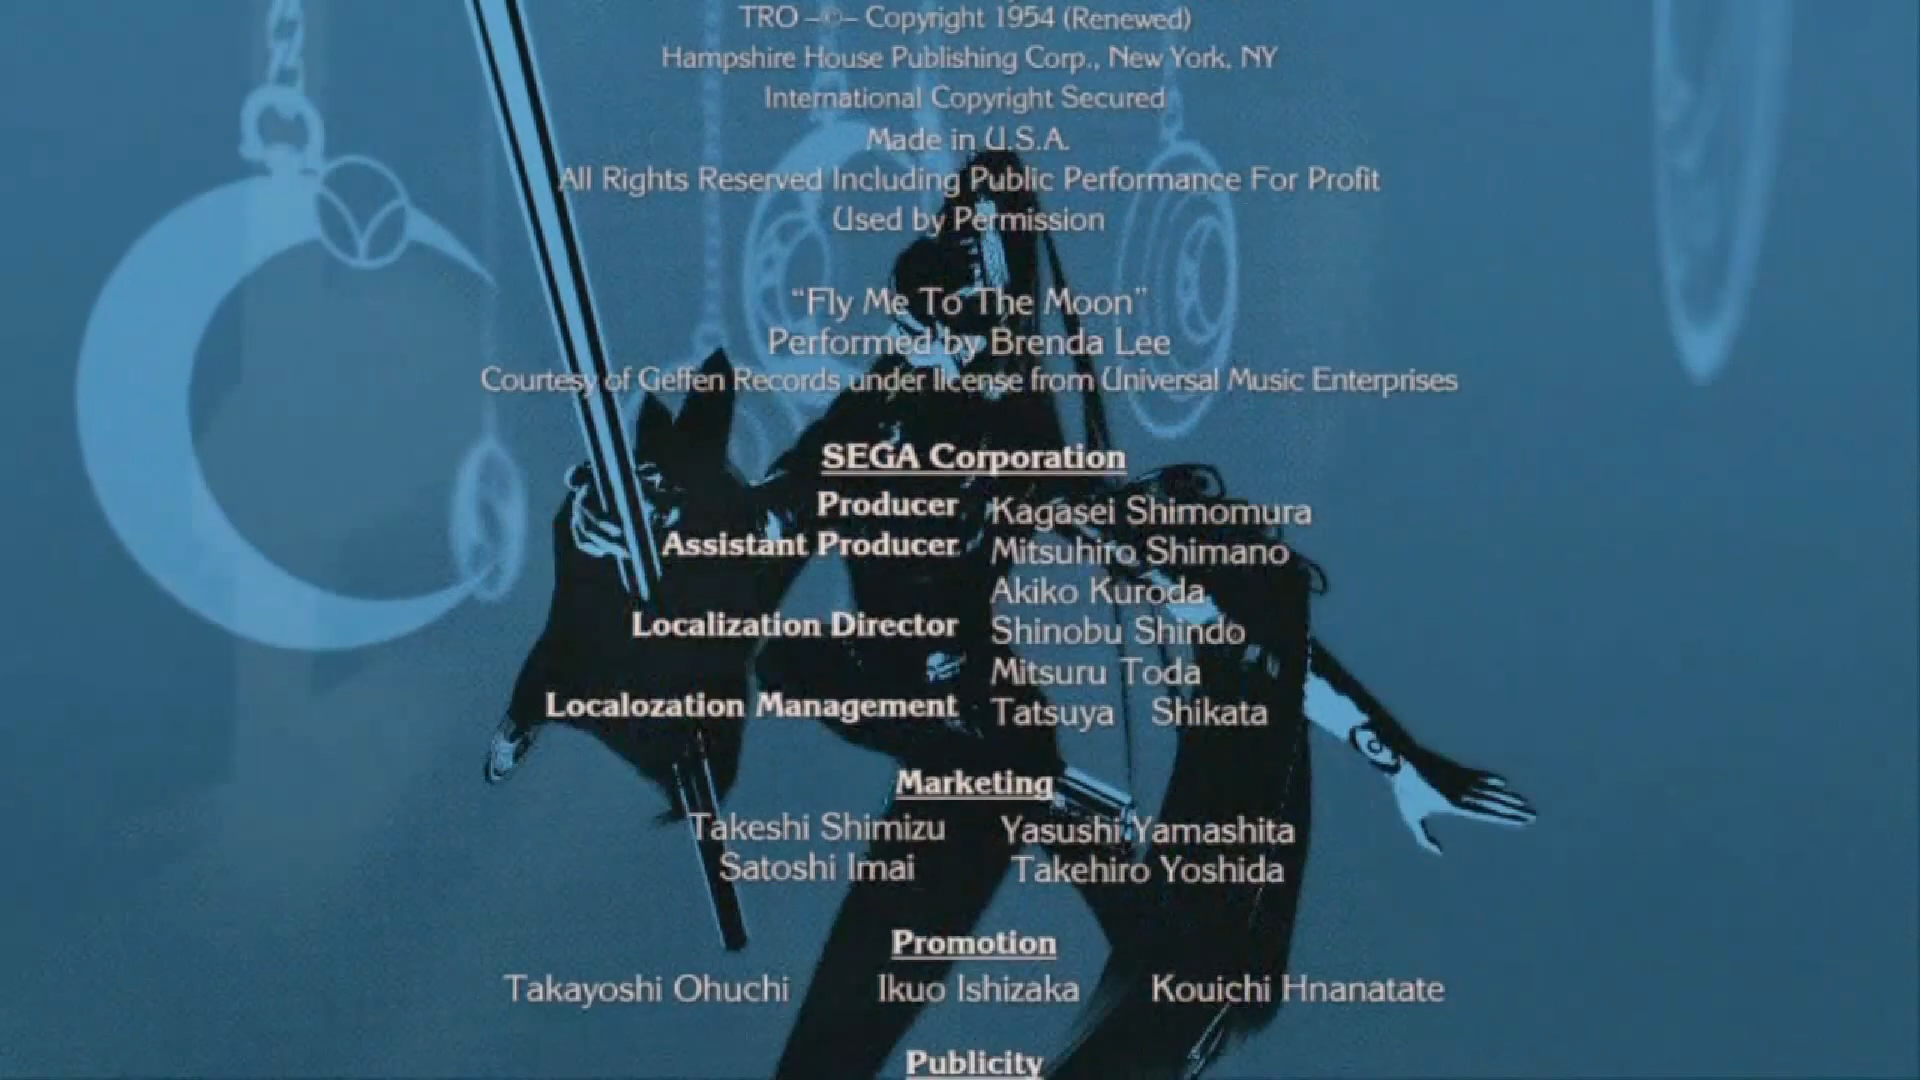 TRO –©– Copyright 1954 (Renewed)
Hampshire House Publishing Corp., New York, NY
International Copyright Secured
Made in U.S.A.
All Rights Reserved Including Public Performance For Profit
Used by Permission
“Fly Me To The Moon”
Performed by Brenda Lee
Courtesy of Geffen Records under license from Universal Music Enterprises
SEGA Corporation
Producer Kagasei Shimomura
Assistant Producer Mitsuhiro Shimano
Akiko Kuroda
Localization Director Shinobu Shindo
Mitsuru Toda
Localozation Management Tatsuya Shikata
Marketing
Takeshi Shimizu Yasushi Yamashita
Satoshi Imai Takehiro Yoshida
Promotion
Takayoshi Ohuchi Ikuo Ishizaka Kouichi Hnanatate
Publicity